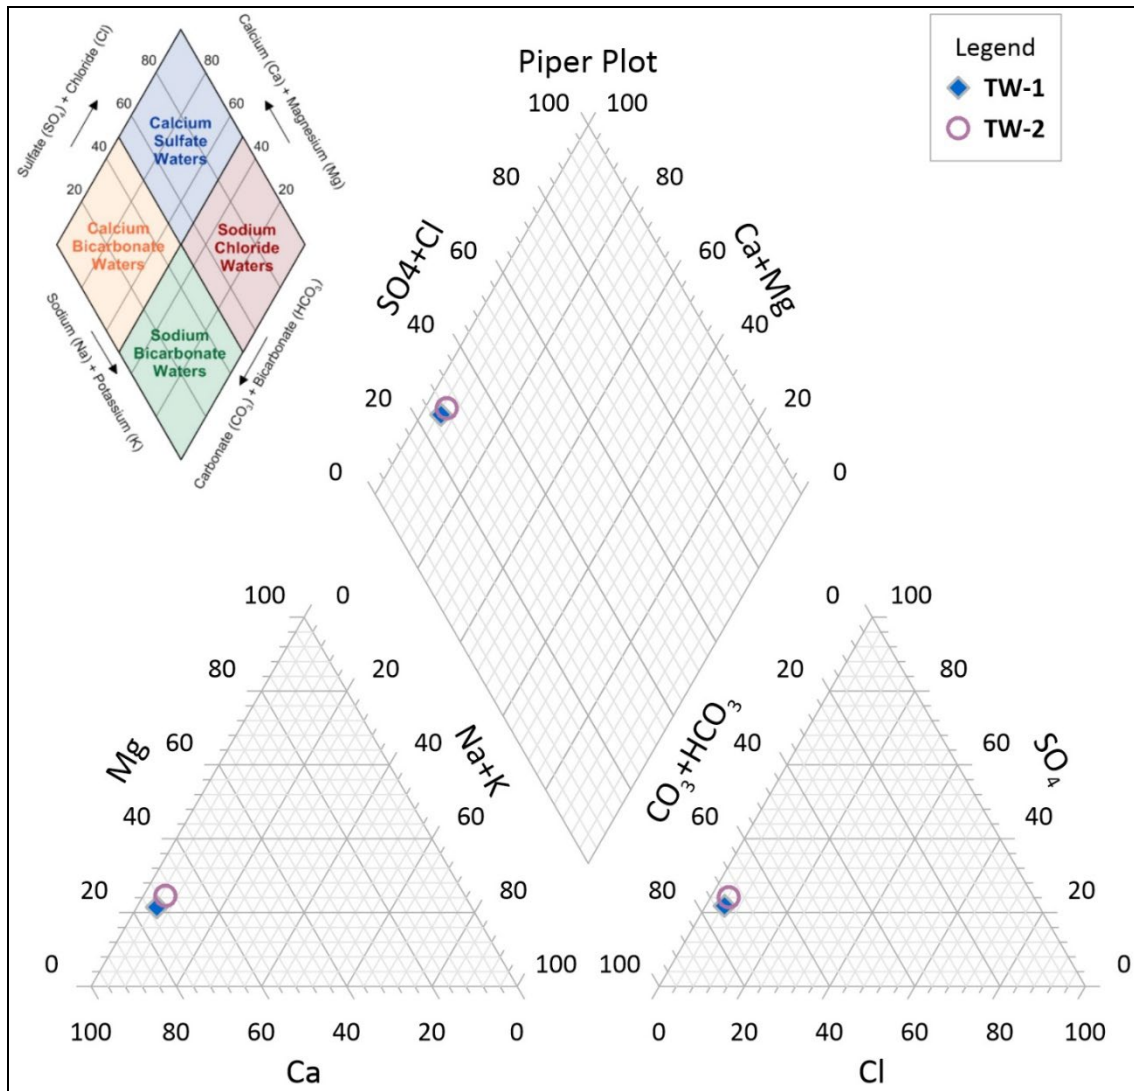 Sulfate (SO₄) + Chloride (Cl)
Calcium (Ca) + Magnesium (Mg)
80 80
60 60
40 40
20 20
Calcium
Sulfate
Waters
Calcium
Bicarbonate
Waters
Sodium
Chloride
Waters
Sodium
Bicarbonate
Waters
Sodium (Na) + Potassium (K)
Carbonate (CO₃) + Bicarbonate (HCO₃)
Piper Plot
Legend
TW-1
TW-2
100 100
80 80
SO4+Cl
Ca+Mg
60 60
40 40
20 20
0 0
100 0
80 20
Mg
Na+K
60 40
40 60
20 80
0 100
100 80 60 40 20 0
Ca
0 100
20 80
CO₃+HCO₃
SO₄
40 60
60 40
80 20
100 0
0 20 40 60 80 100
Cl